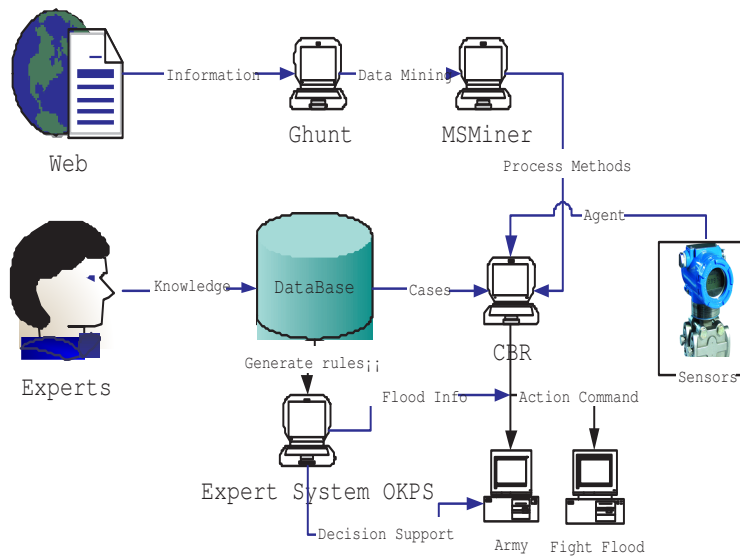 Information
Data Mining
Ghunt
MSMiner
Web
Process Methods
Agent
Knowledge
DataBase
Cases
CBR
Generate rules¡¡
Experts
Sensors
Flood Info
Action Command
Expert System OKPS
Decision Support
Army
Fight Flood